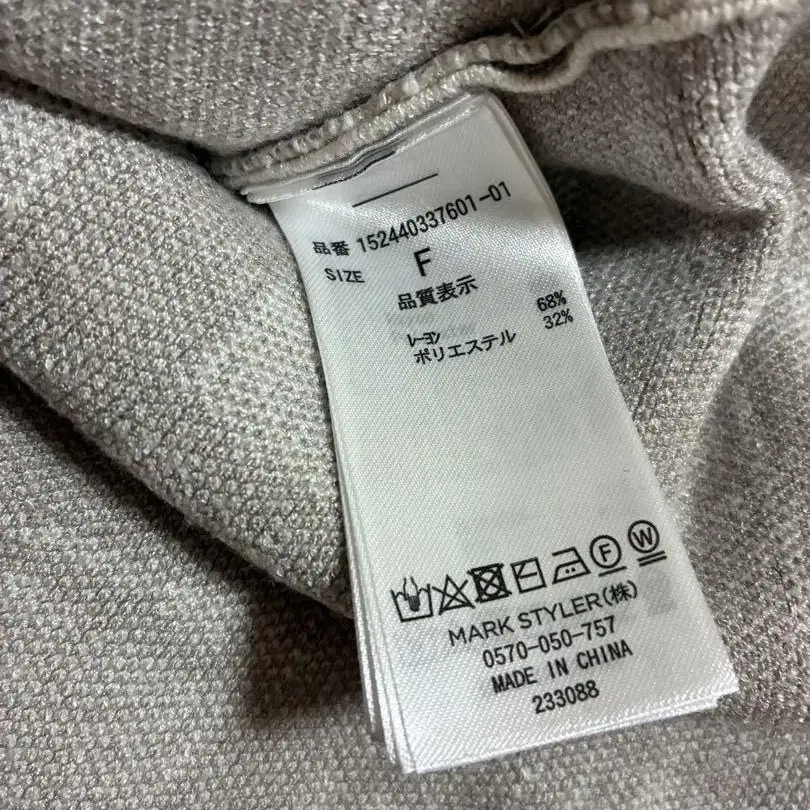 品番 152440337601-01
SIZE F
品質表示
レーヨン 68%
ポリエステル 32%
F W
MARK STYLER(株)
0570-050-757
MADE IN CHINA
233088